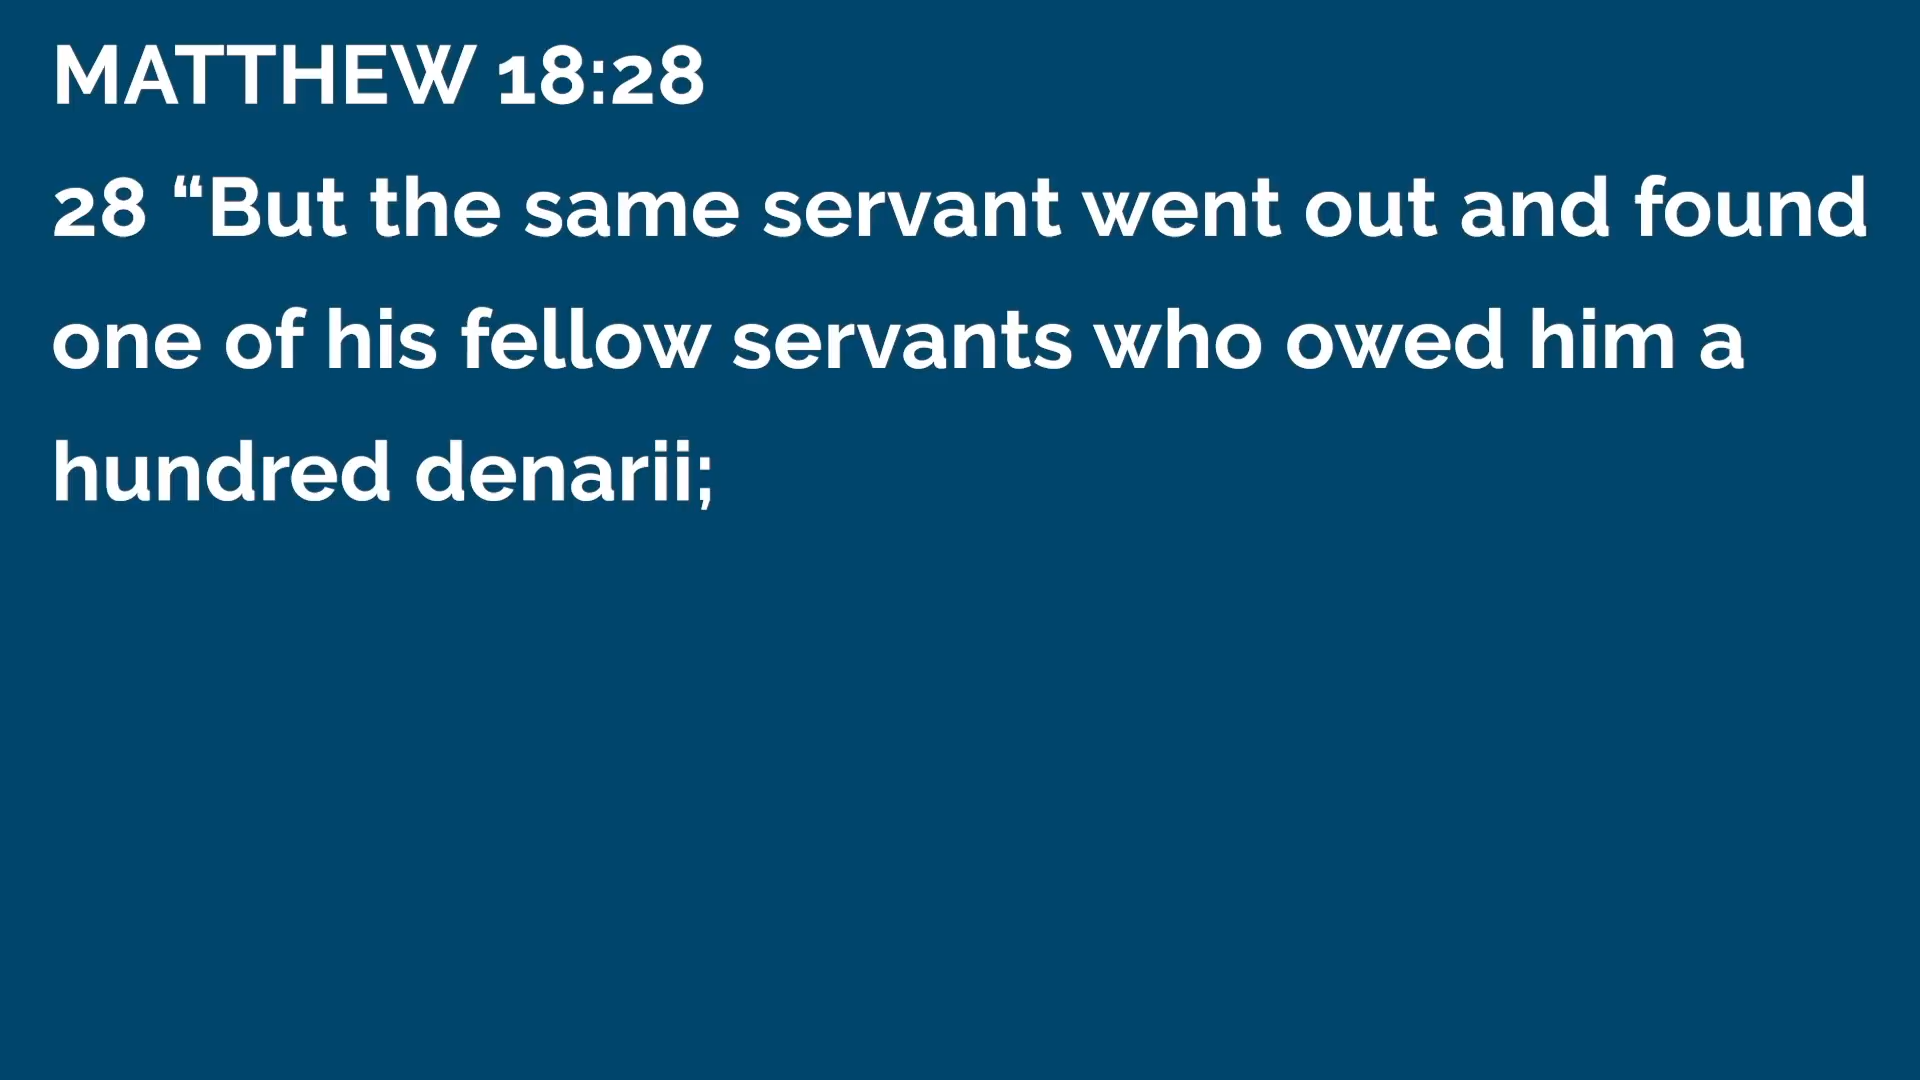 MATTHEW 18:28
28 “But the same servant went out and found
one of his fellow servants who owed him a
hundred denarii;